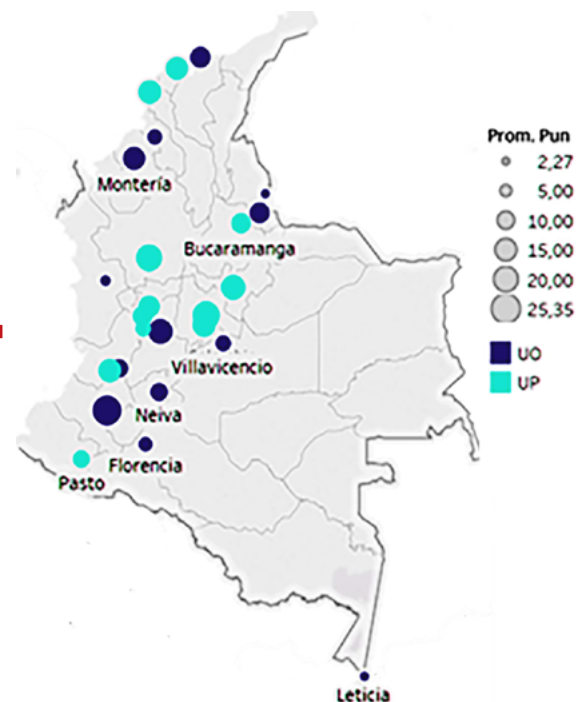 Prom. Pun
2,27
5,00
Montería
10,00
15,00
Bucaramanga
20,00
25,35
UO
Villavicencio
UP
Neiva
Florencia
Pasto
Leticia